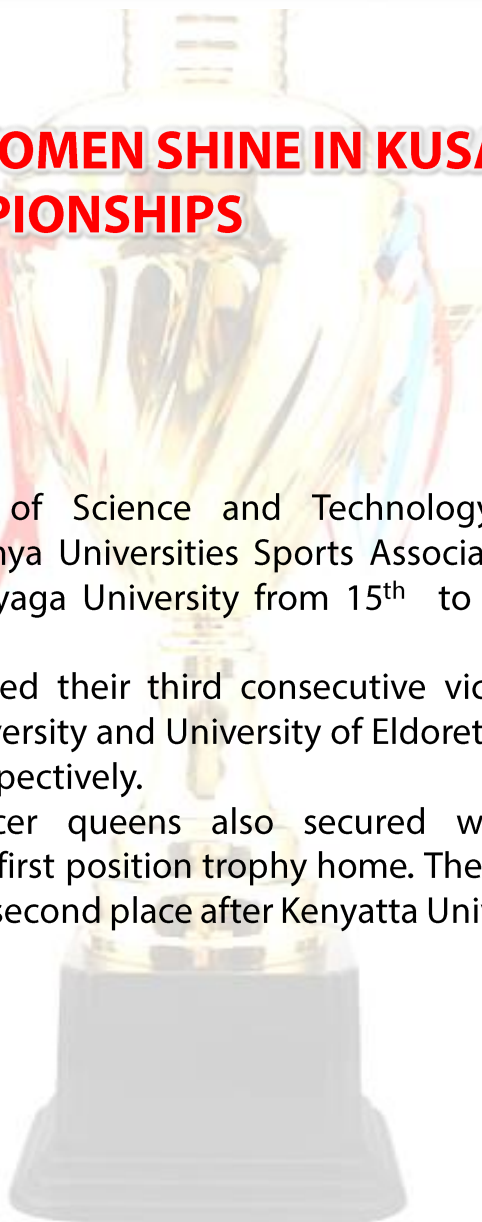 OMEN SHINE IN KUSA
PIONSHIPS
of Science and Technology
nya Universities Sports Associa
yaga University from 15th to
ed their third consecutive vic
ersity and University of Eldoret
pectively.
cer queens also secured w
first position trophy home. The
second place after Kenyatta Uni